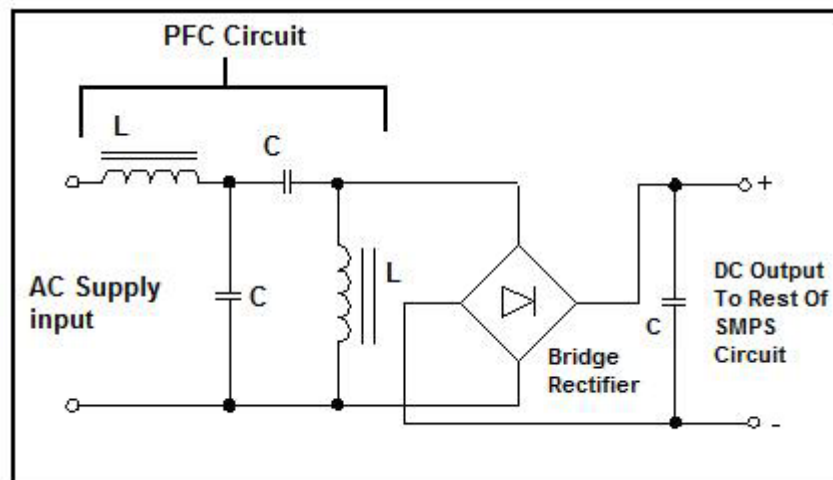 PFC Circuit
L
C
+
AC Supply
input
C
L
Bridge
Rectifier
C
DC Output
To Rest Of
SMPS
Circuit
-